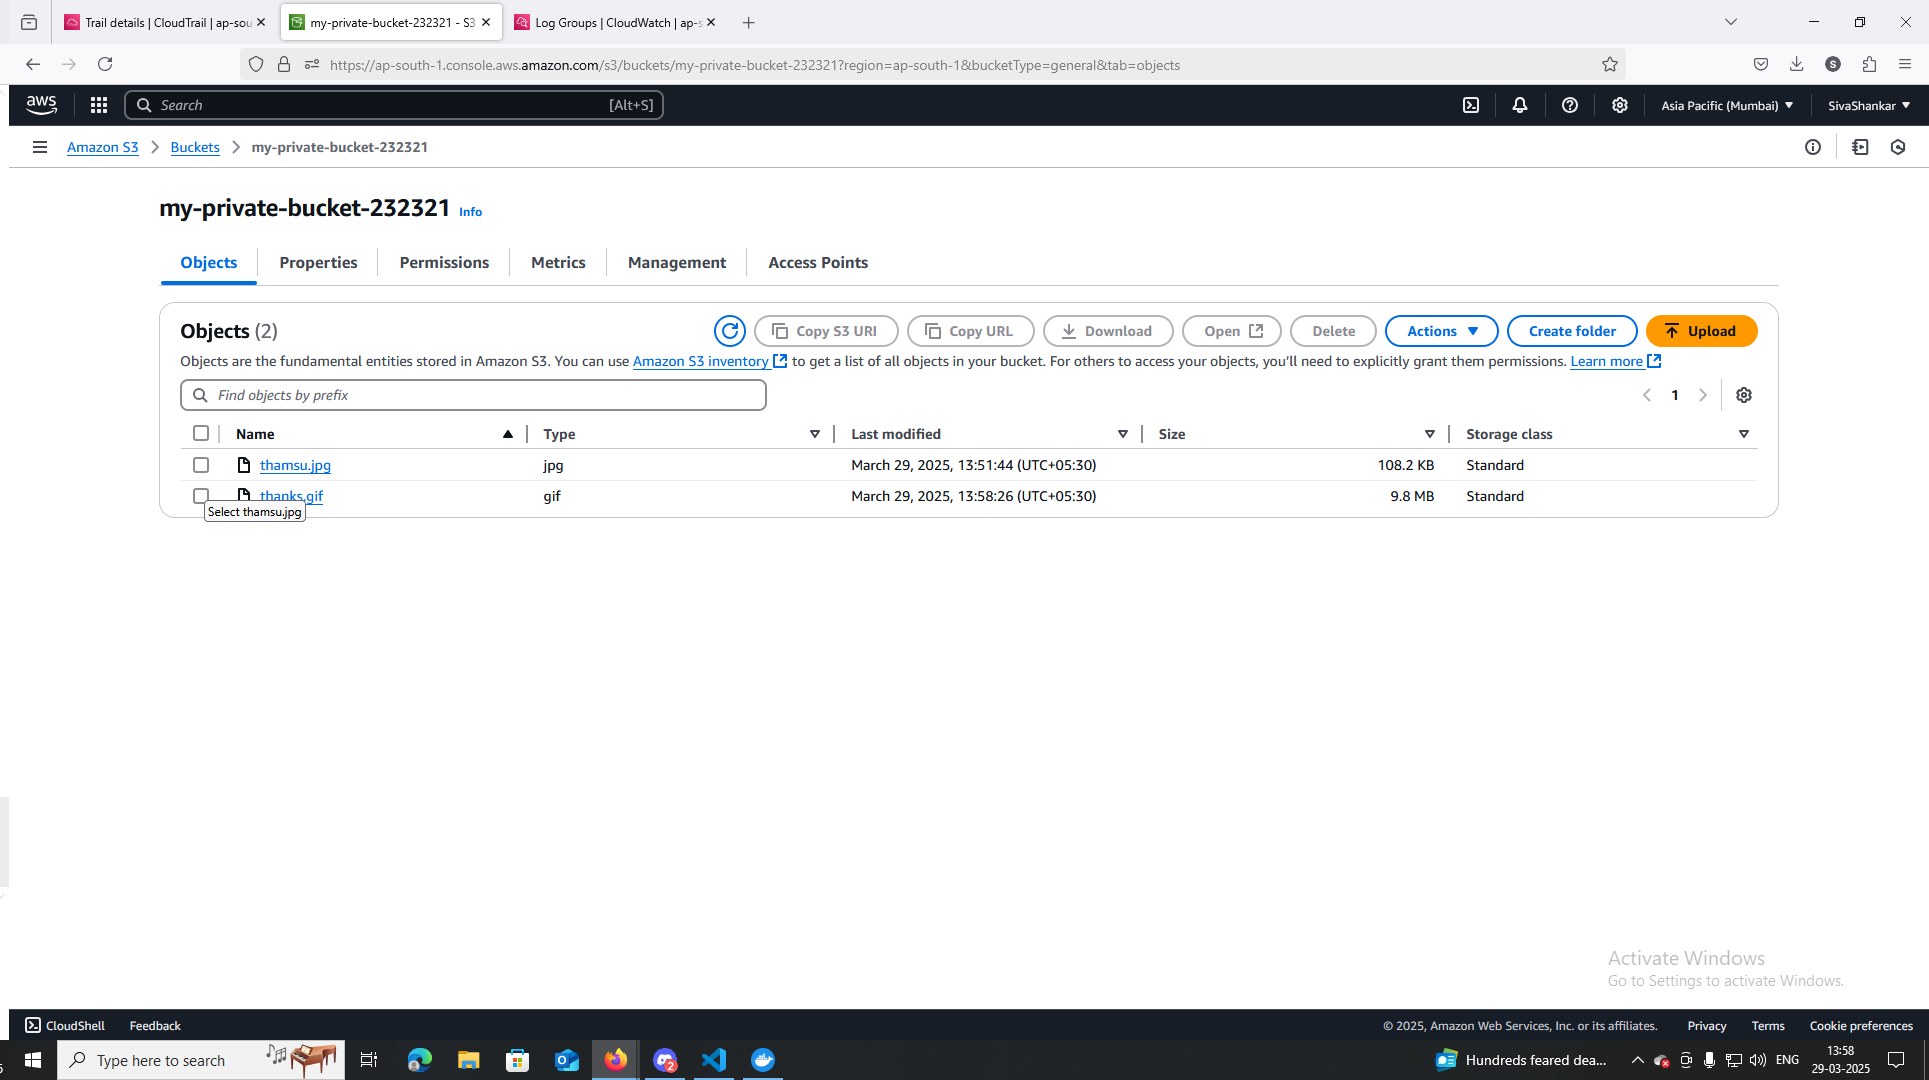 Trail details | CloudTrail | ap-sou
my-private-bucket-232321 - S3
Log Groups | CloudWatch | ap-s
https://ap-south-1.console.aws.amazon.com/s3/buckets/my-private-bucket-232321?region=ap-south-1&bucketType=general&tab=objects
S
aws
Search
[Alt+S]
Asia Pacific (Mumbai)
SivaShankar
Amazon S3
Buckets
my-private-bucket-232321
my-private-bucket-232321 Info
Objects
Properties
Permissions
Metrics
Management
Access Points
Objects (2)
Copy S3 URI
Copy URL
Download
Open
Delete
Actions
Create folder
Upload
Objects are the fundamental entities stored in Amazon S3. You can use Amazon S3 inventory to get a list of all objects in your bucket. For others to access your objects, you'll need to explicitly grant them permissions. Learn more
Find objects by prefix
1
Name Type Last modified Size Storage class
thamsu.jpg jpg March 29, 2025, 13:51:44 (UTC+05:30) 108.2 KB Standard
thanks.gif gif March 29, 2025, 13:58:26 (UTC+05:30) 9.8 MB Standard
Select thamsu.jpg
Activate Windows
Go to Settings to activate Windows.
CloudShell
Feedback
© 2025, Amazon Web Services, Inc. or its affiliates.
Privacy
Terms
Cookie preferences
Type here to search
2
Hundreds feared dea...
ENG
13:58
29-03-2025